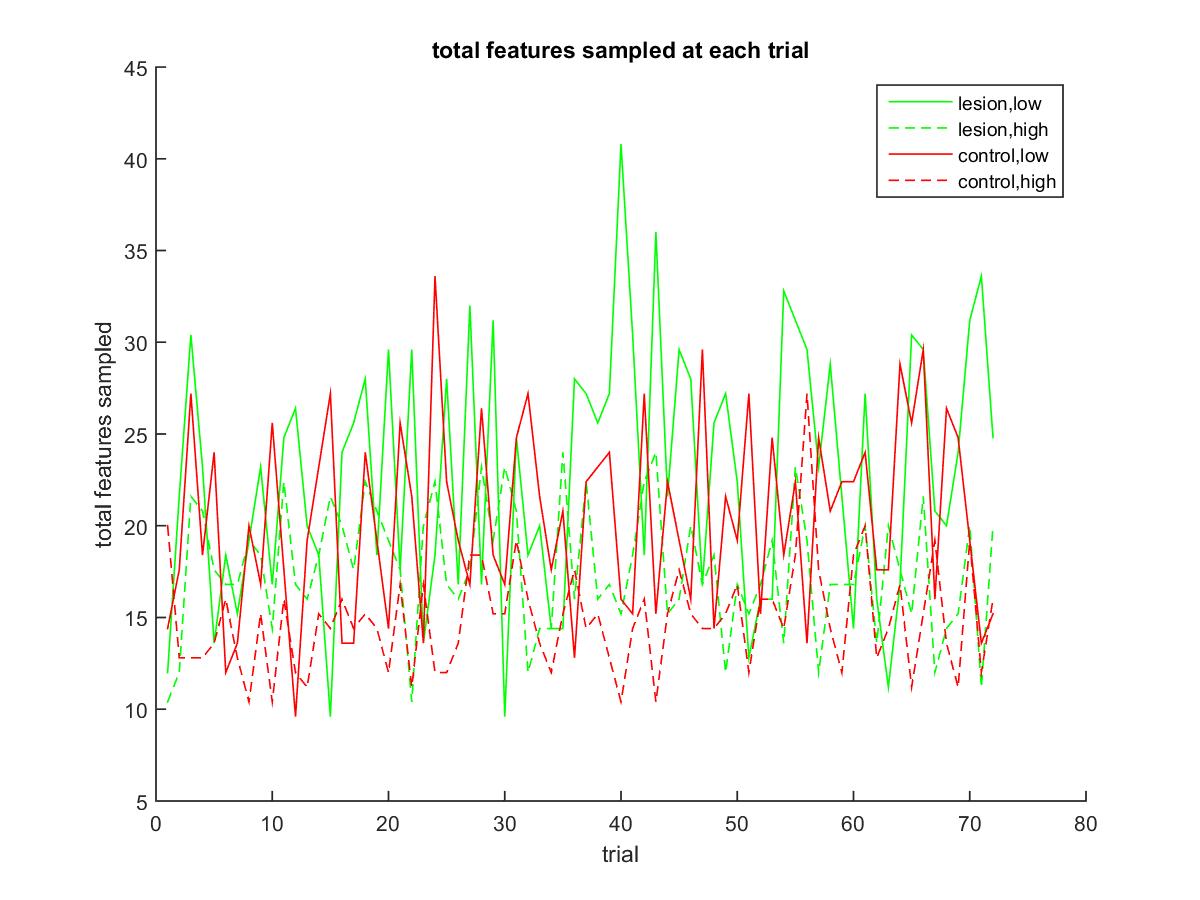 total features sampled at each trial
lesion,low
lesion,high
control,low
control,high
45
40
35
30
25
20
15
10
5
total features sampled
0 10 20 30 40 50 60 70 80
trial